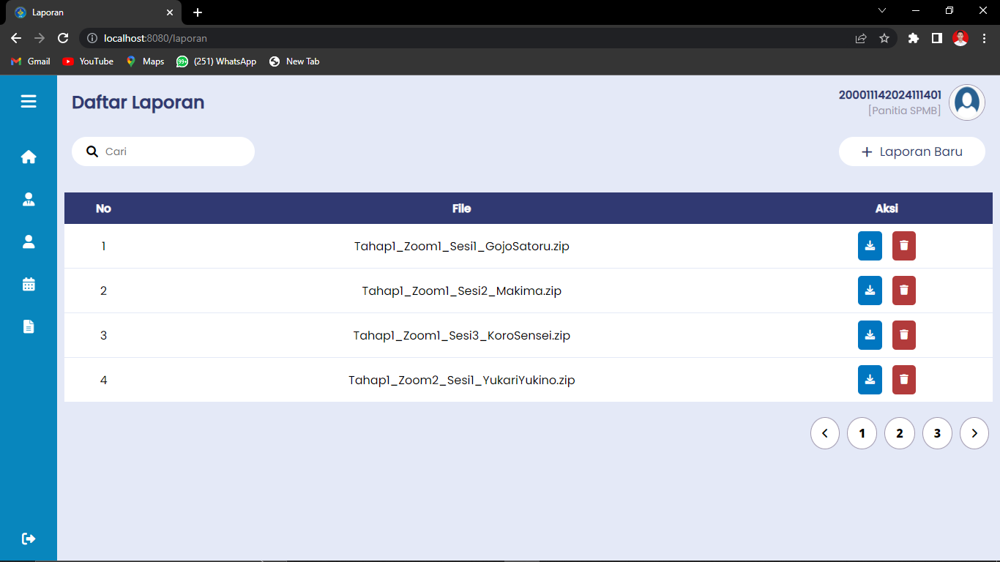 Laporan
localhost:8080/laporan
Gmail
YouTube
Maps
99+
(251) WhatsApp
New Tab
Daftar Laporan
200011142024111401
[Panitia SPMB]
Cari
+ Laporan Baru
No File Aksi
1 Tahap1_Zoom1_Sesi1_GojoSatoru.zip
2 Tahap1_Zoom1_Sesi2_Makima.zip
3 Tahap1_Zoom1_Sesi3_KoroSensei.zip
4 Tahap1_Zoom2_Sesi1_YukariYukino.zip
1 2 3